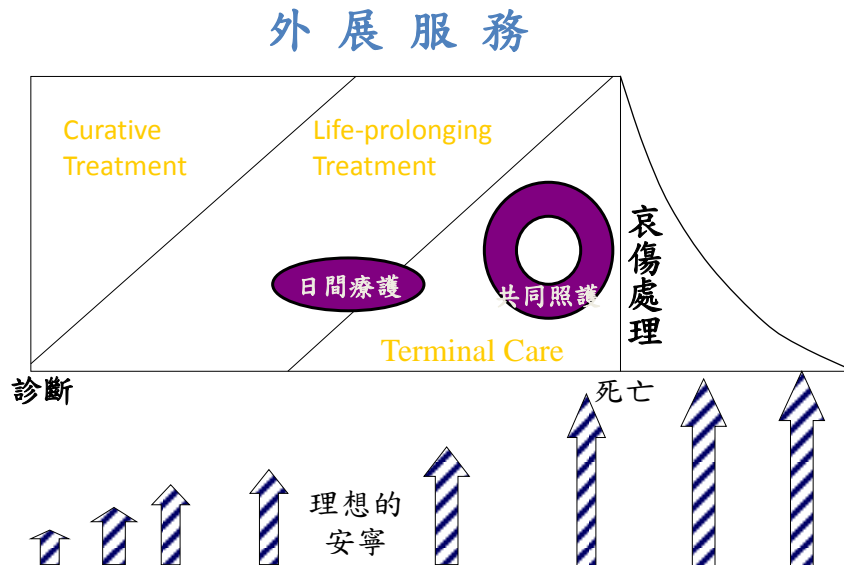 外展服務
Curative
Treatment
Life-prolonging
Treatment
日間療護
共同照護
哀傷處理
Terminal Care
診斷
死亡
理想的
安寧